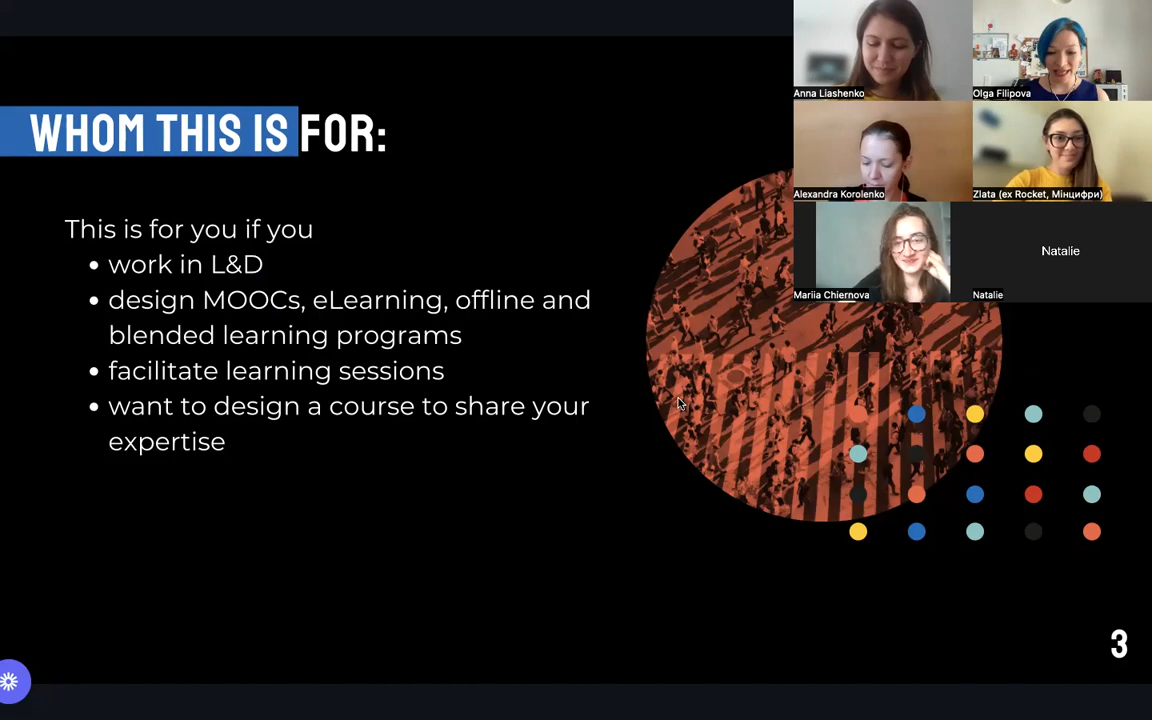 WHOM THIS IS FOR:
This is for you if you
• work in L&D
• design MOOCs, eLearning, offline and
blended learning programs
• facilitate learning sessions
• want to design a course to share your
expertise
Anna Liashenko
Olga Filipova
Alexandra Korolenko
Zlata (ex Rocket, Мінцифри)
Mariia Chiernova
Natalie
Natalie
3